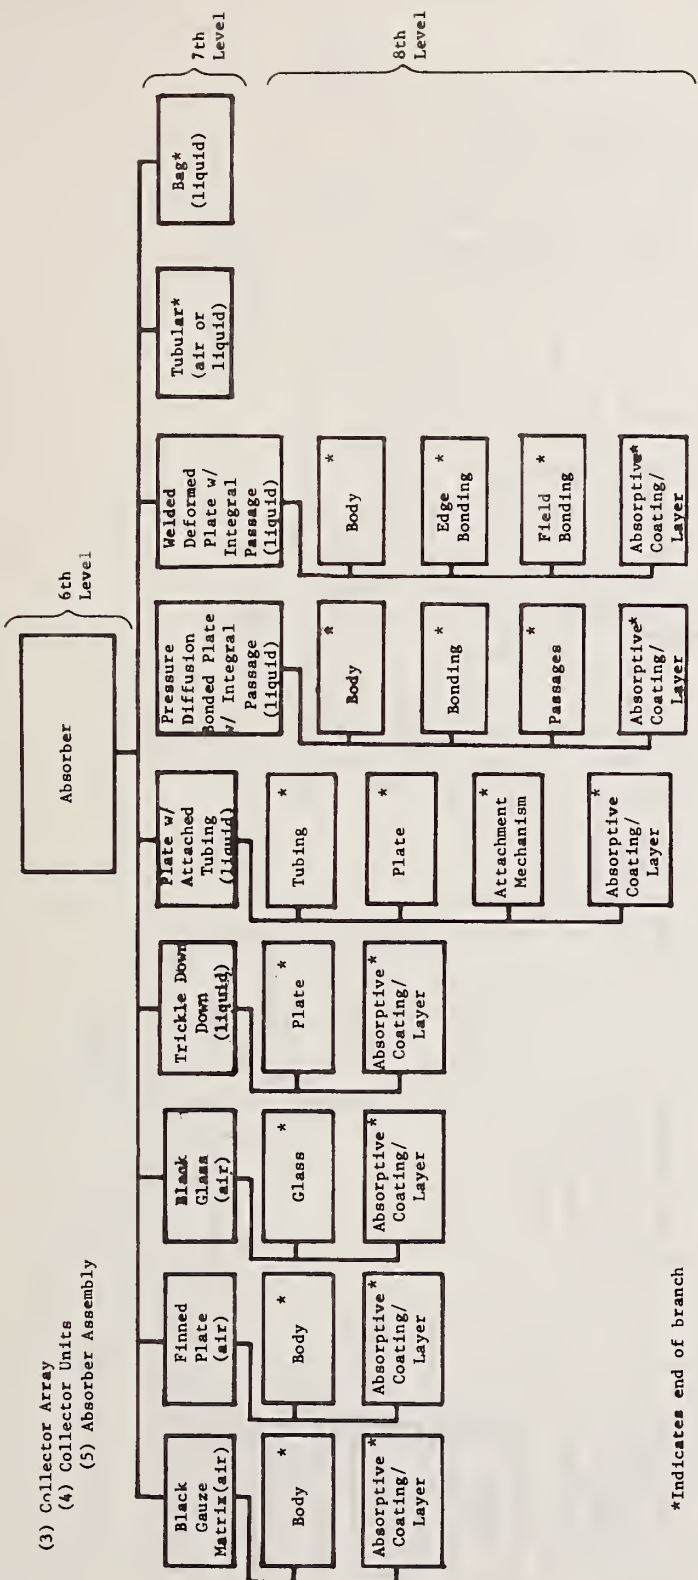 (3) Collector Array
(4) Collector Units
(5) Absorber Assembly
Absorber
6th
Level
7th
Level
8th
Level
Black
Gauze
Matrix(air)
Body
*
Absorptive *
Coating/
Layer
Finned
Plate
(air)
Body
*
Absorptive *
Coating/
Layer
Black
Glass
(air)
Glass
*
Absorptive *
Coating/
Layer
Trickle Down
Down
(liquid)
Plate
*
Absorptive *
Coating/
Layer
Plate w/
Attached
Tubing
(liquid)
Tubing
*
Plate
*
Attachment
Mechanism
*
Absorptive
Coating/
Layer
*
Pressure
Diffusion
Bonded Plate
w/ Integral
Passage
(liquid)
Body
*
Bonding
*
Passages
*
Absorptive*
Coating/
Layer
Welded
Deformed
Plate w/
Integral
Passage
(liquid)
Body
*
Edge *
Bonding
Field *
Bonding
Absorptive*
Coating/
Layer
Tubular*
(air or
liquid)
Bag*
(liquid)
*Indicates end of branch